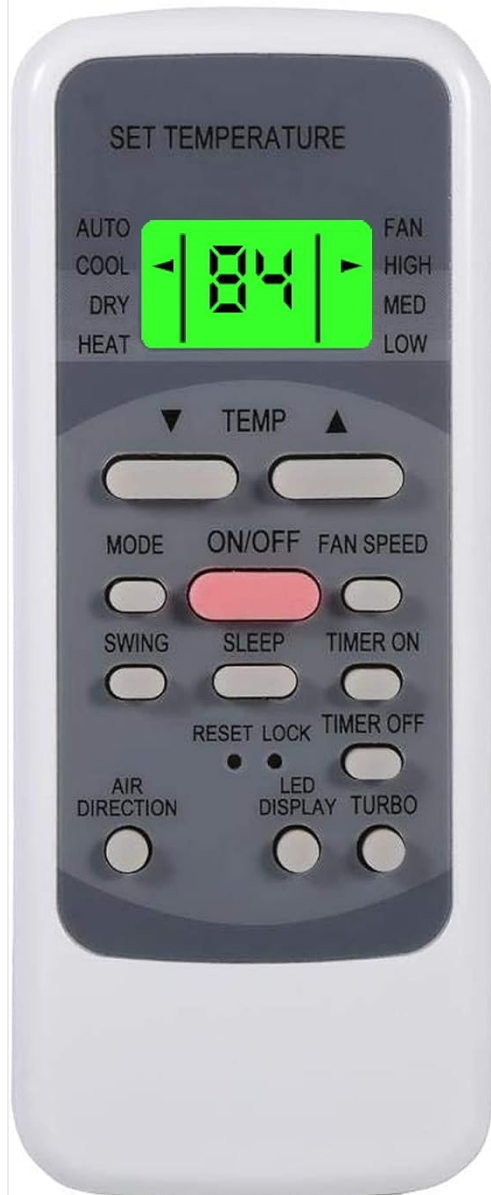 SET TEMPERATURE
AUTO
COOL
DRY
HEAT
84
FAN
HIGH
MED
LOW
▼ TEMP ▲
MODE ON/OFF FAN SPEED
SWING SLEEP TIMER ON
RESET LOCK TIMER OFF
AIR
DIRECTION
LED
DISPLAY
TURBO